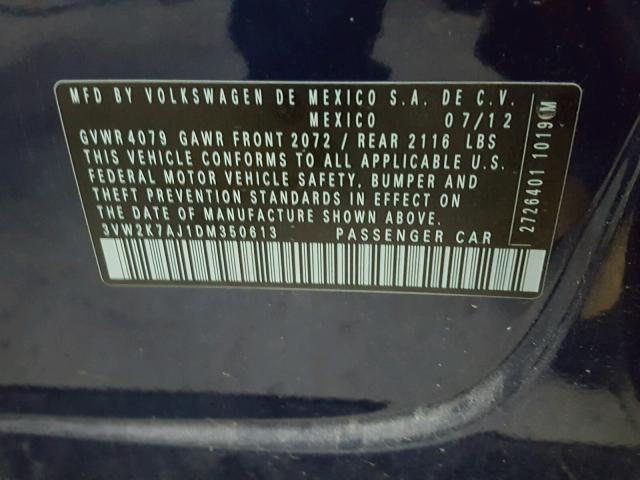 MFD BY VOLKSWAGEN DE MEXICO S.A. DE C.V.
MEXICO 07/12
GVWR 4079 GAWR FRONT 2072 / REAR 2116 LBS
THIS VEHICLE CONFORMS TO ALL APPLICABLE U.S.
FEDERAL MOTOR VEHICLE SAFETY, BUMPER AND
THEFT PREVENTION STANDARDS IN EFFECT ON
THE DATE OF MANUFACTURE SHOWN ABOVE.
3VW2K7AJ1DM350613 PASSENGER CAR
2726401 1019 M